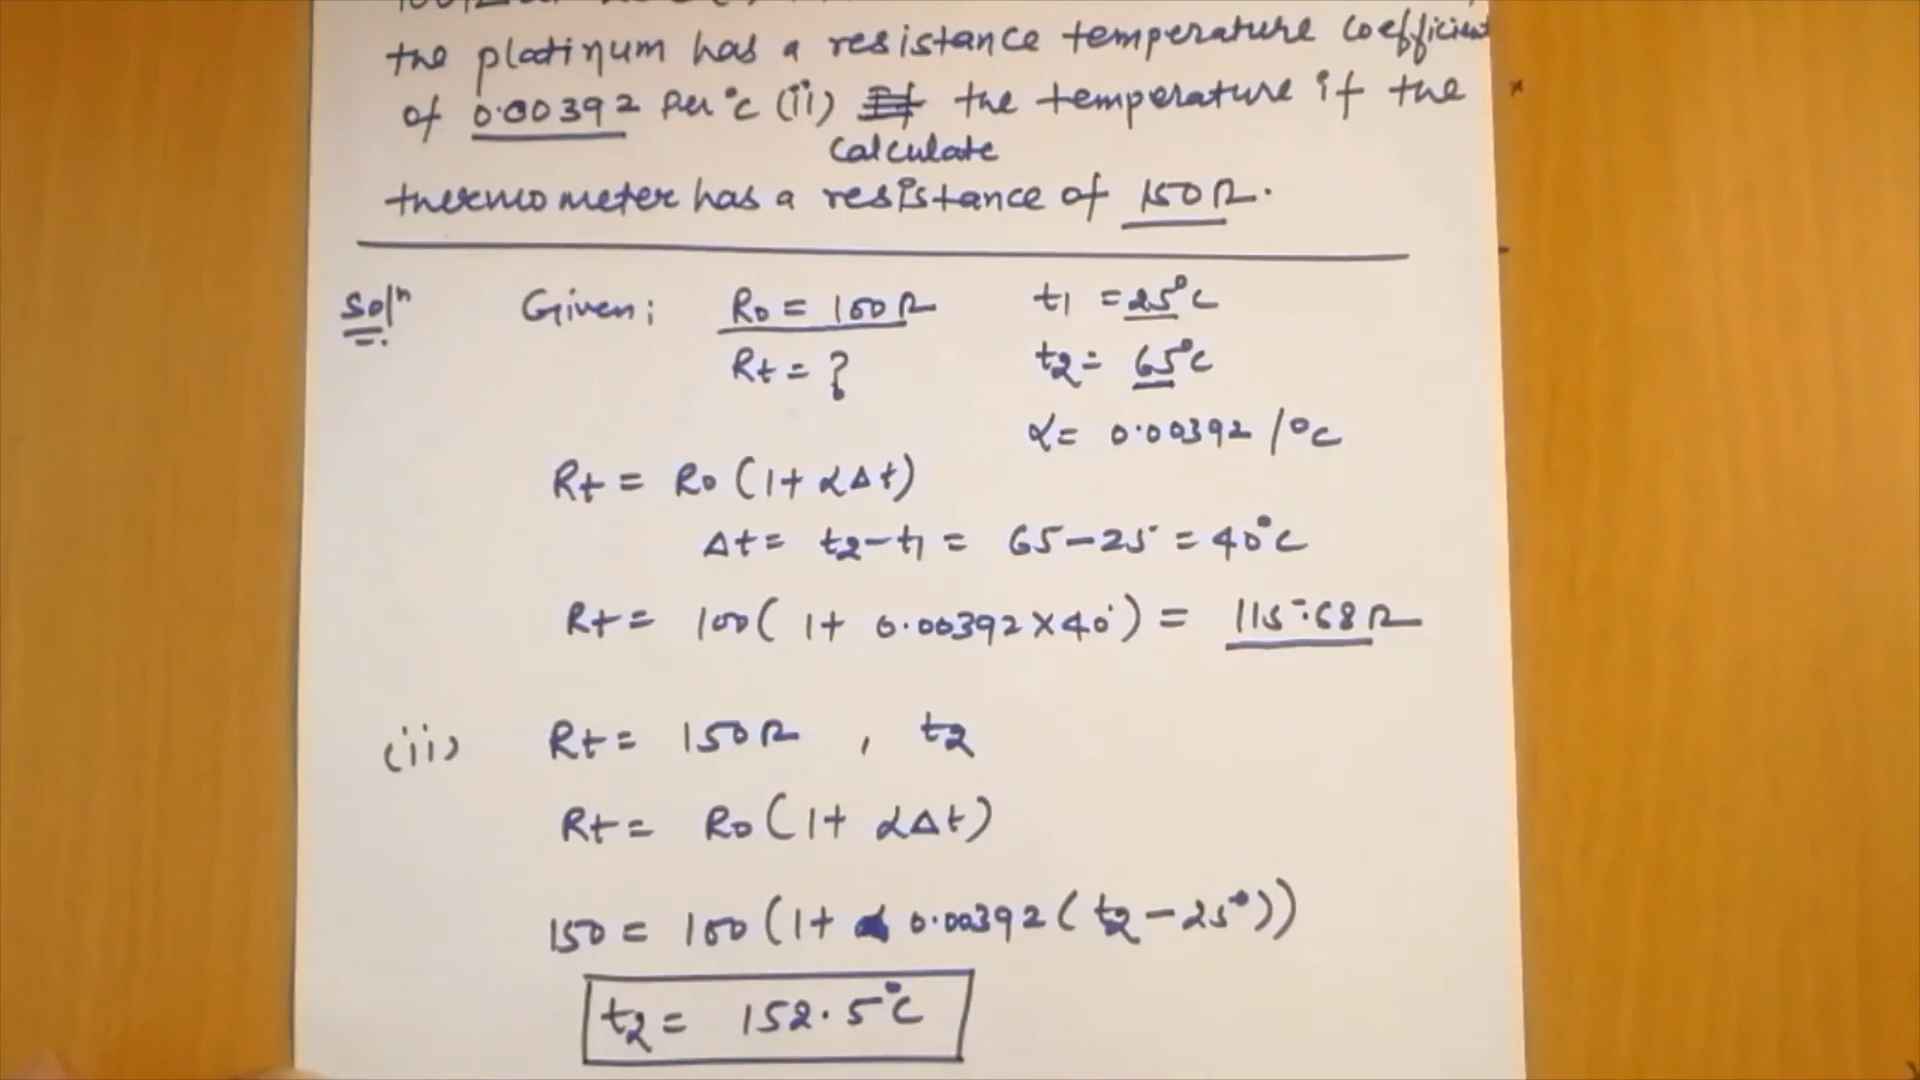 the platinum has a resistance temperature coefficient
of 0.00392 per °c (ii) the temperature if the
calculate
thermometer has a resistance of 150Ω.
Solⁿ Given; R0 = 100Ω t1 = 25°C
Rt = ? t2 = 65°C
α = 0.00392 /°C
Rt = R0 (1+ αΔt)
Δt = t2-t1 = 65-25 = 40°C
Rt = 100( 1+ 0.00392×40°) = 115.68Ω
(ii) Rt = 150Ω , t2
Rt = R0 (1+ αΔt)
150 = 100 (1+ 0.00392 ( t2 - 25°))
t2 = 152.5°C